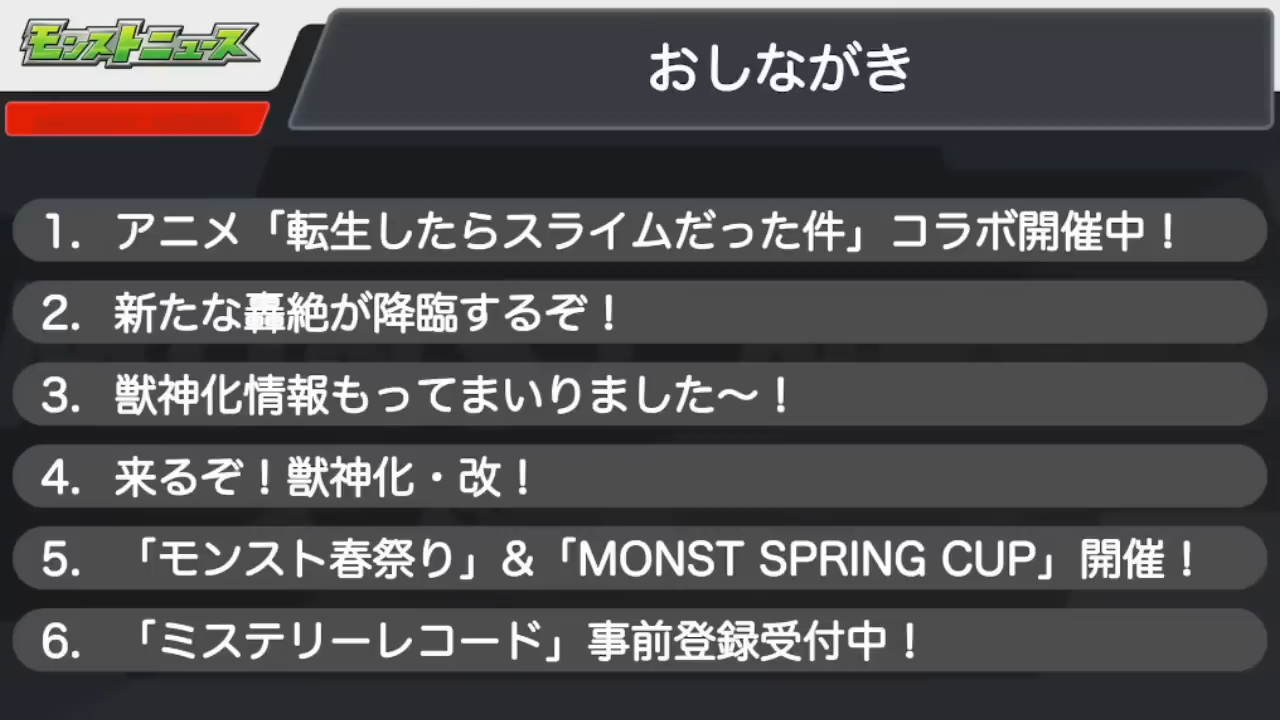 モンストニュース
おしながき
1. アニメ「転生したらスライムだった件」コラボ開催中！
2. 新たな轟絶が降臨するぞ！
3. 獣神化情報もってまいりました〜！
4. 来るぞ！獣神化・改！
5. 「モンスト春祭り」&「MONST SPRING CUP」開催！
6. 「ミステリーレコード」事前登録受付中！